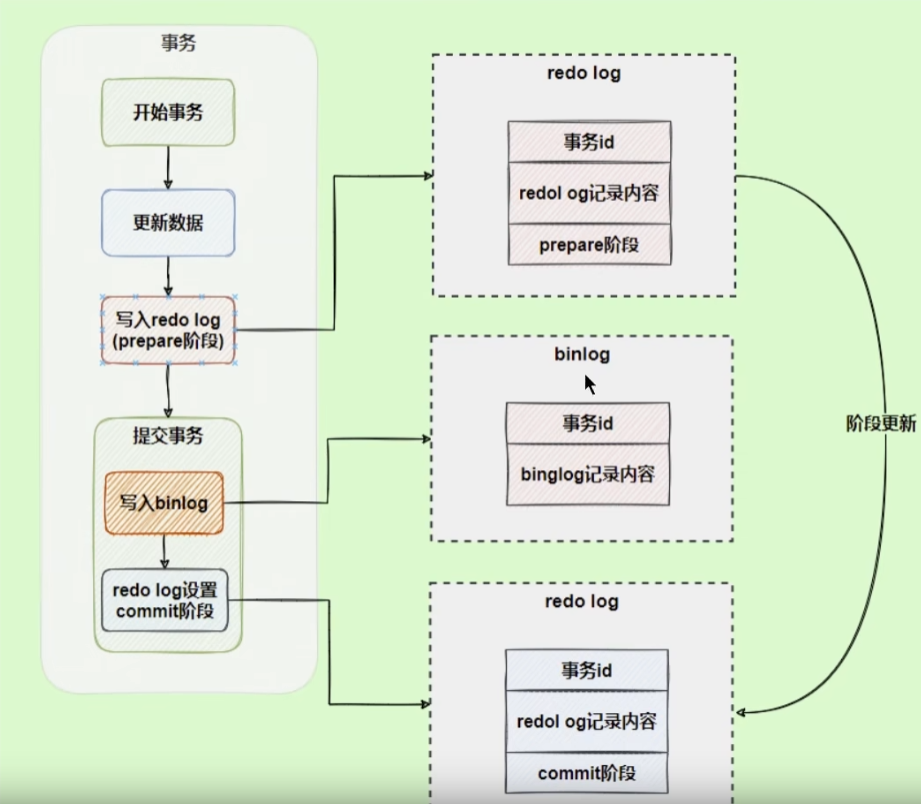 事务
开始事务
更新数据
写入redo log
(prepare阶段)
提交事务
写入binlog
redo log设置
commit阶段
redo log
事务id
redol og记录内容
prepare阶段
binlog
事务id
binglog记录内容
redo log
事务id
redol og记录内容
commit阶段
阶段更新